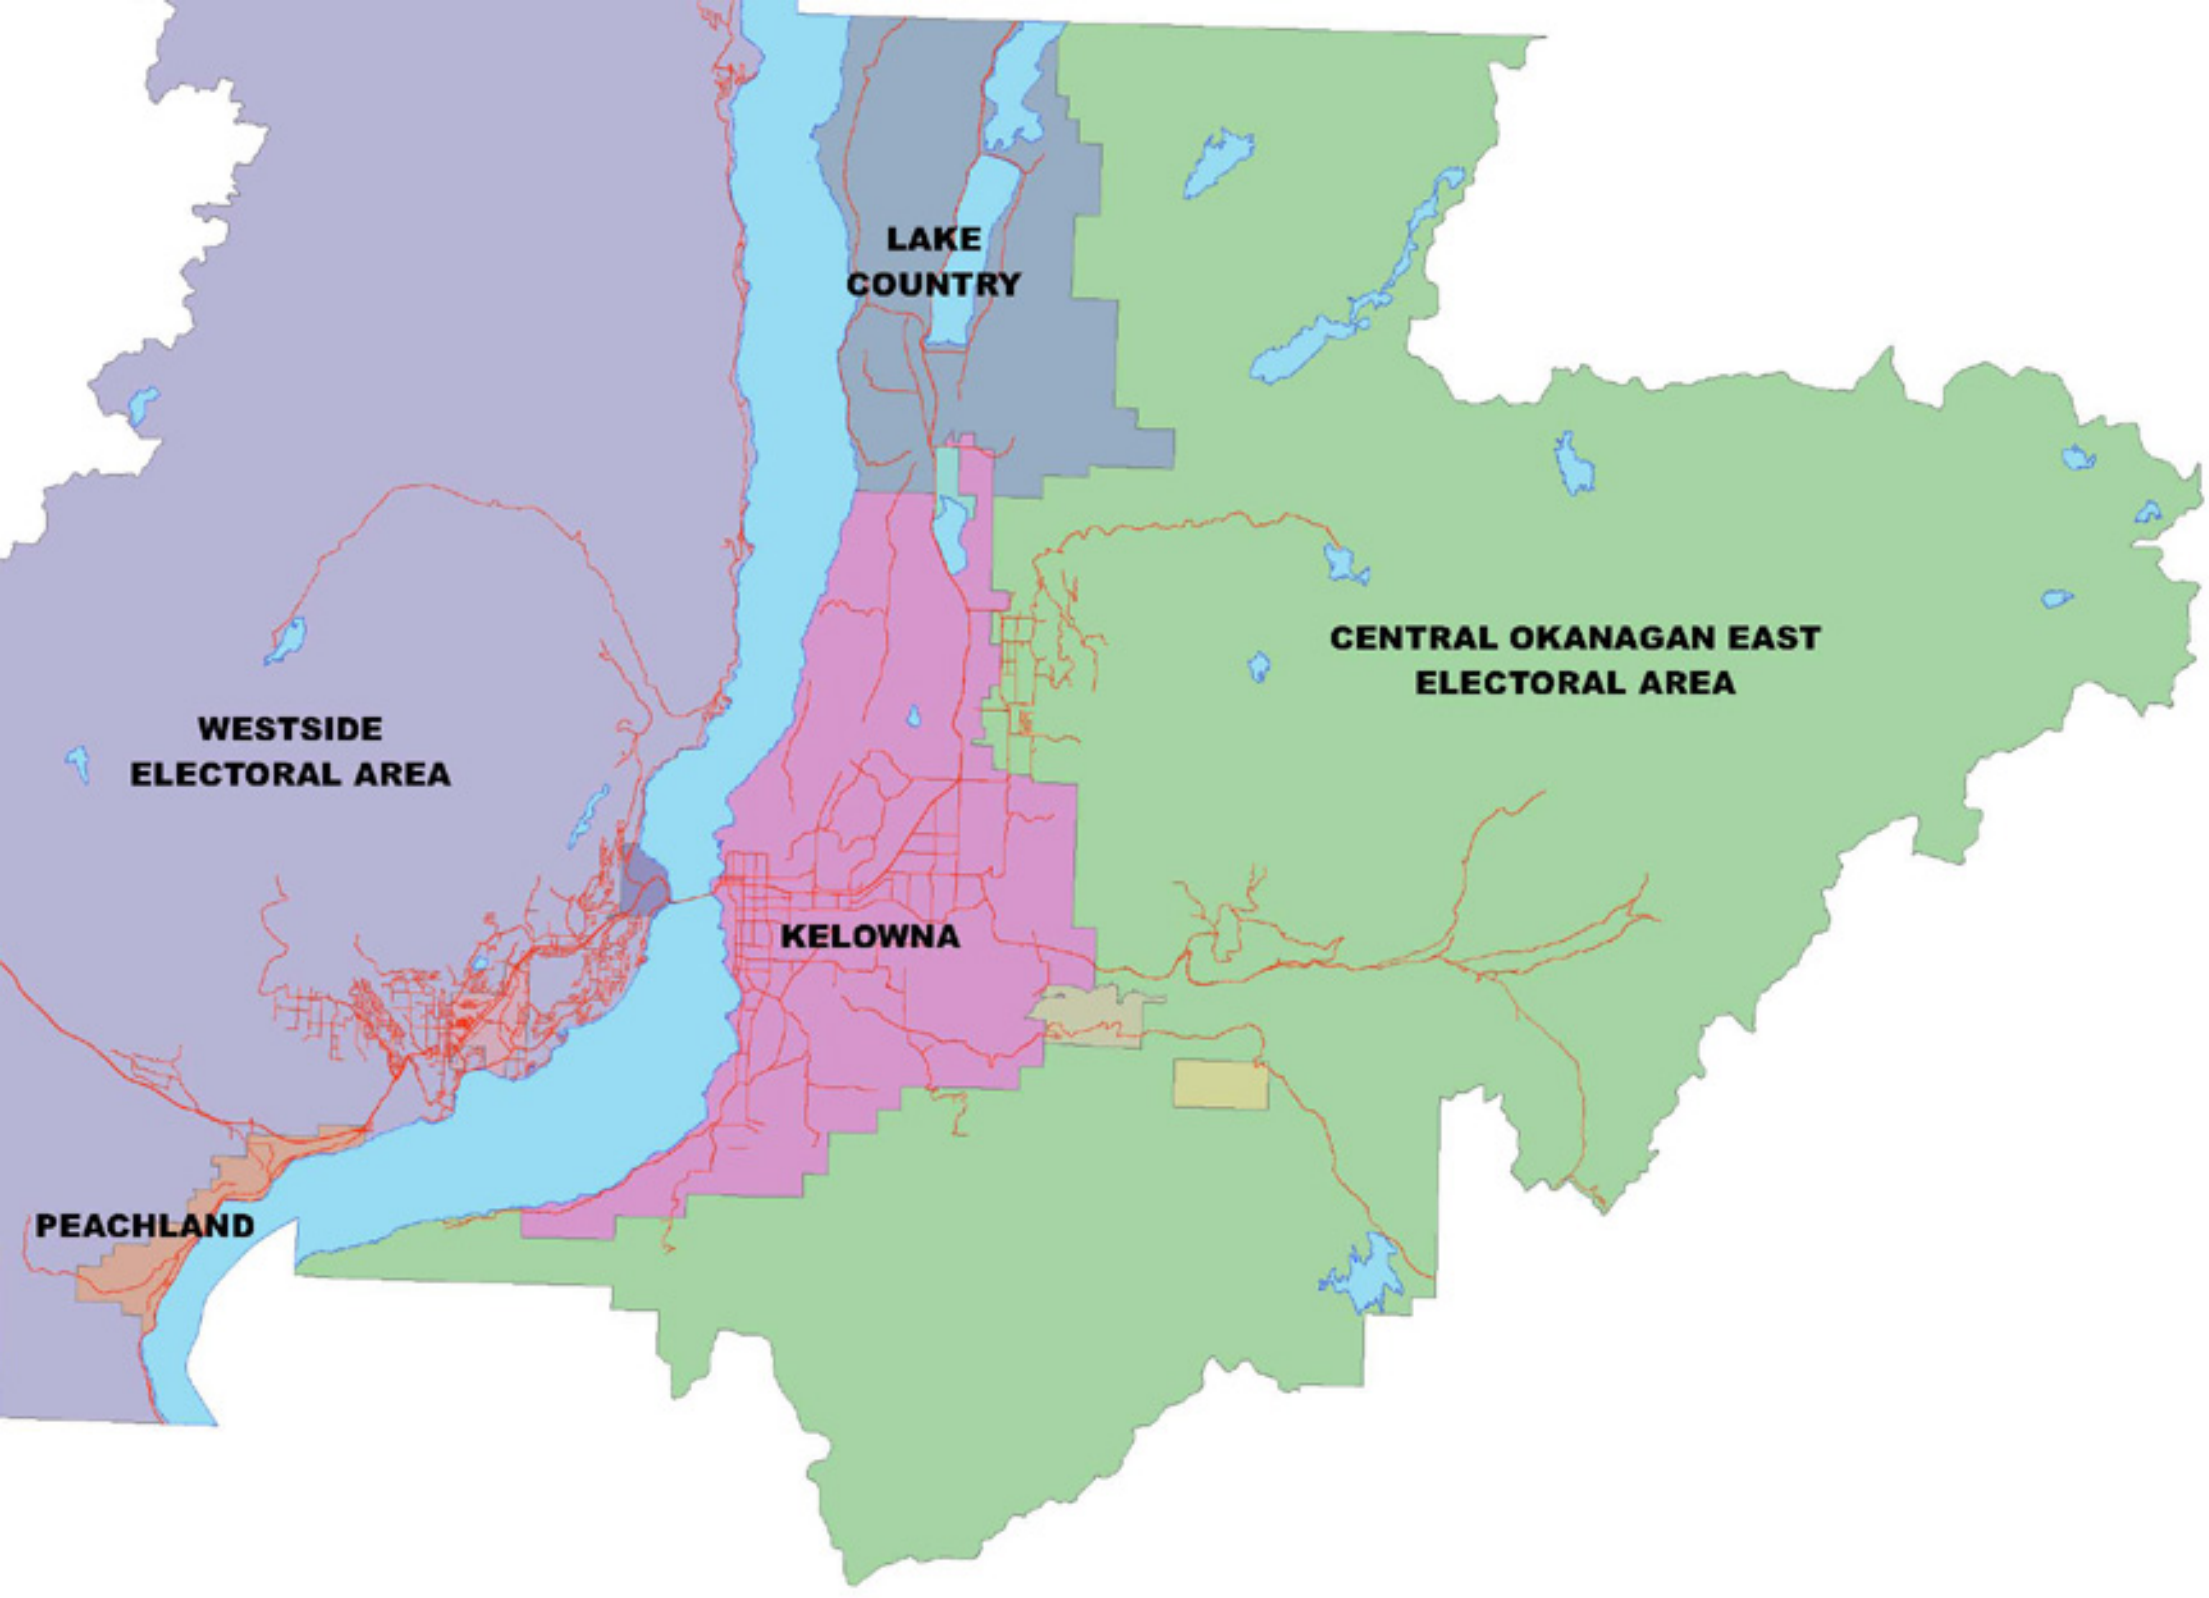 LAKE
COUNTRY
CENTRAL OKANAGAN EAST
ELECTORAL AREA
WESTSIDE
ELECTORAL AREA
KELOWNA
PEACHLAND